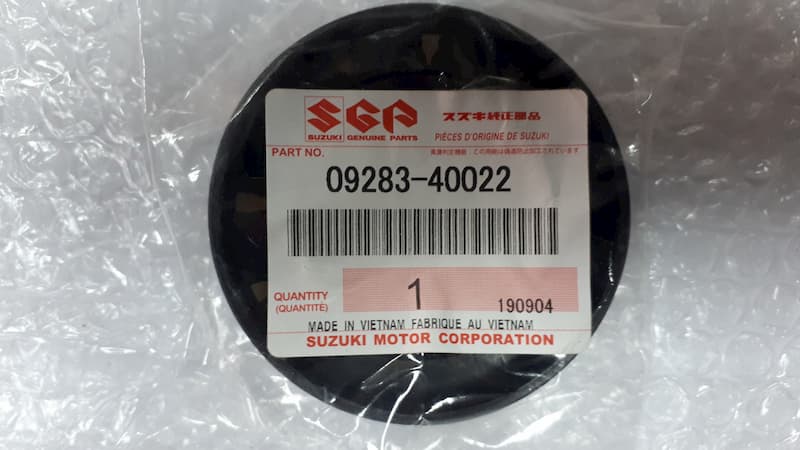 SGP スズキ純正部品
SUZUKI GENUINE PARTS PIÈCES D'ORIGINE DE SUZUKI
PART NO.
09283-40022
QUANTITY 1 190904
(QUANTITÉ)
MADE IN VIETNAM FABRIQUE AU VIETNAM
SUZUKI MOTOR CORPORATION